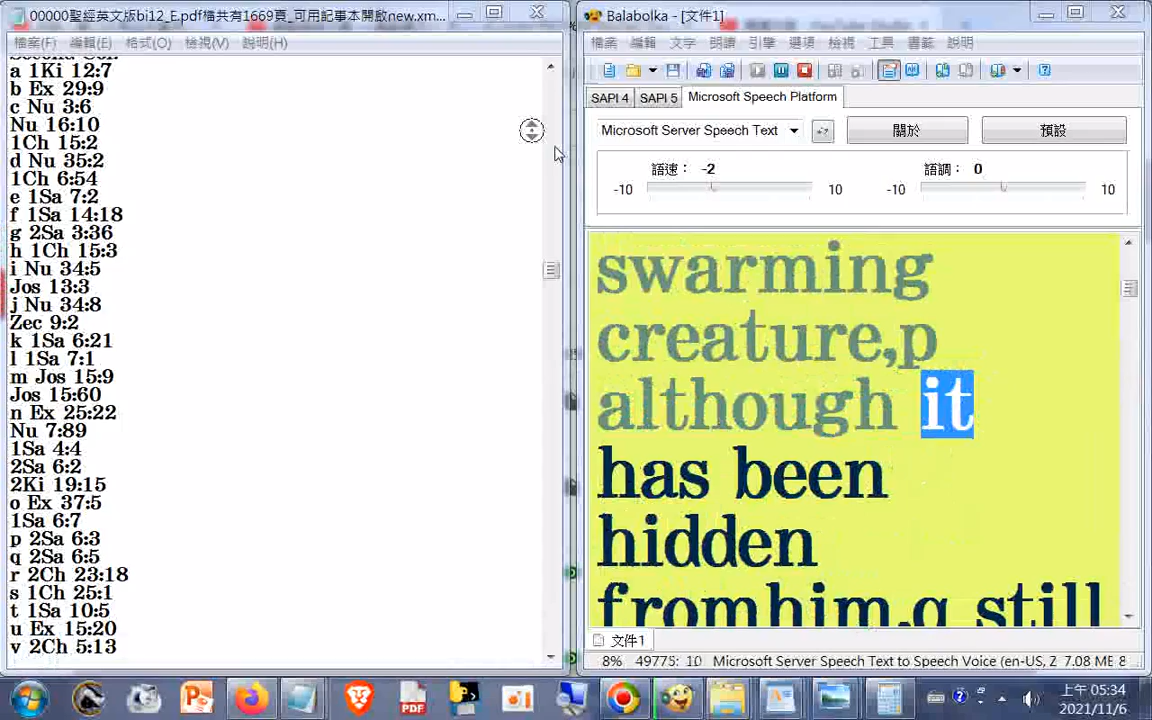 00000聖經英文版bi12_E.pdf檔共有1669頁_可用記事本開啟new.xm...
檔案(F) 編輯(E) 格式(O) 檢視(V) 說明(H)
a 1Ki 12:7
b Ex 29:9
c Nu 3:6
Nu 16:10
1Ch 15:2
d Nu 35:2
1Ch 6:54
e 1Sa 7:2
f 1Sa 14:18
g 2Sa 3:36
h 1Ch 15:3
i Nu 34:5
Jos 13:3
j Nu 34:8
Zec 9:2
k 1Sa 6:21
l 1Sa 7:1
m Jos 15:9
Jos 15:60
n Ex 25:22
Nu 7:89
1Sa 4:4
2Sa 6:2
2Ki 19:15
o Ex 37:5
1Sa 6:7
p 2Sa 6:3
q 2Sa 6:5
r 2Ch 23:18
s 1Ch 25:1
t 1Sa 10:5
u Ex 15:20
v 2Ch 5:13
Balabolka - [文件1]
檔案 編輯 文字 朗讀 引擎 選項 檢視 工具 書籤 說明
SAPI 4 SAPI 5 Microsoft Speech Platform
Microsoft Server Speech Text 關於 預設
語速： -2 語調： 0
-10 10 -10 10
swarming
creature,p
although it
has been
hidden
fromhim,q still
文件1
8% 49775: 10 Microsoft Server Speech Text to Speech Voice (en-US, Z 7.08 MB 8
上午 05:34
2021/11/6